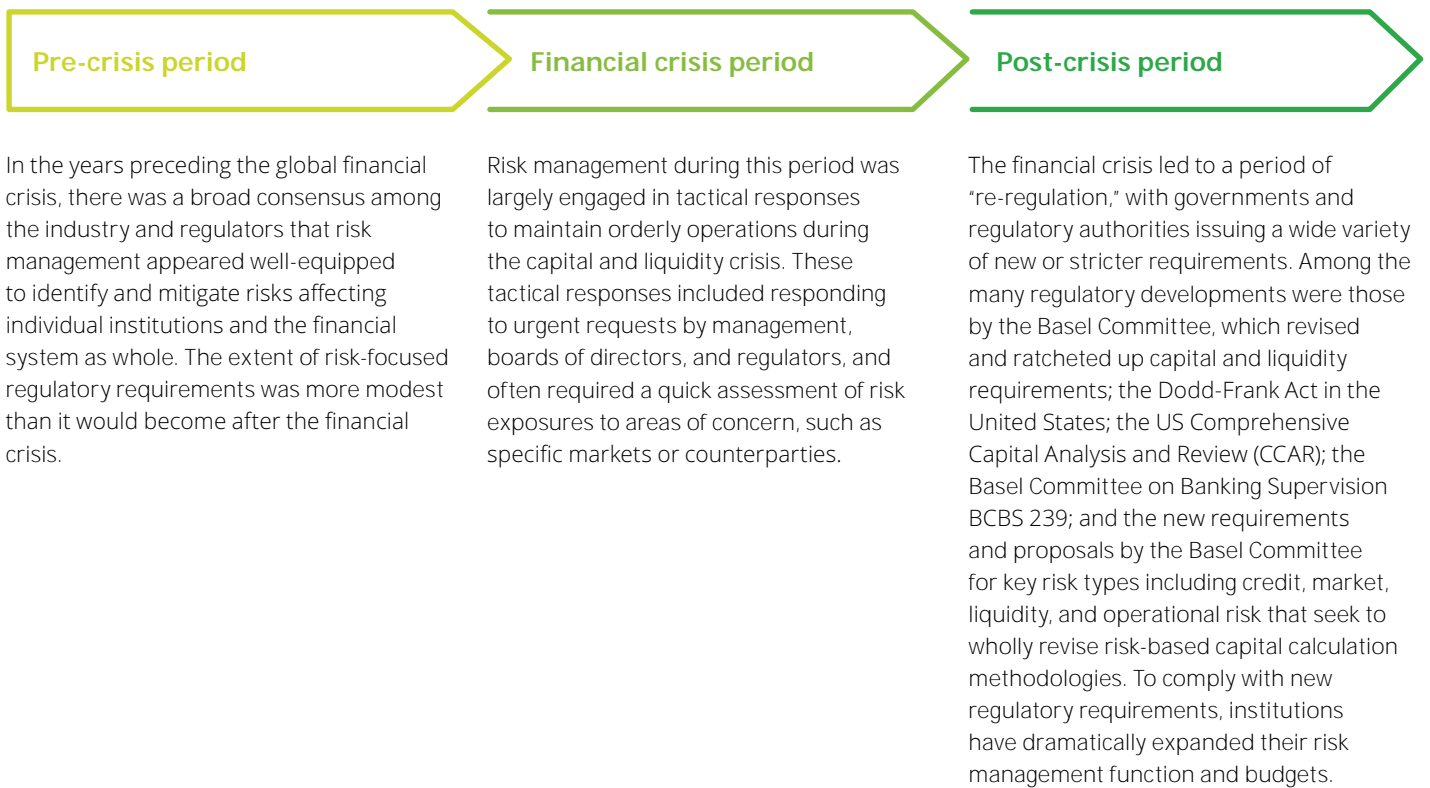 Pre-crisis period
In the years preceding the global financial
crisis, there was a broad consensus among
the industry and regulators that risk
management appeared well-equipped
to identify and mitigate risks affecting
individual institutions and the financial
system as whole. The extent of risk-focused
regulatory requirements was more modest
than it would become after the financial
crisis.
Financial crisis period
Risk management during this period was
largely engaged in tactical responses
to maintain orderly operations during
the capital and liquidity crisis. These
tactical responses included responding
to urgent requests by management,
boards of directors, and regulators, and
often required a quick assessment of risk
exposures to areas of concern, such as
specific markets or counterparties.
Post-crisis period
The financial crisis led to a period of
“re-regulation,” with governments and
regulatory authorities issuing a wide variety
of new or stricter requirements. Among the
many regulatory developments were those
by the Basel Committee, which revised
and ratcheted up capital and liquidity
requirements; the Dodd-Frank Act in the
United States; the US Comprehensive
Capital Analysis and Review (CCAR); the
Basel Committee on Banking Supervision
BCBS 239; and the new requirements
and proposals by the Basel Committee
for key risk types including credit, market,
liquidity, and operational risk that seek to
wholly revise risk-based capital calculation
methodologies. To comply with new
regulatory requirements, institutions
have dramatically expanded their risk
management function and budgets.